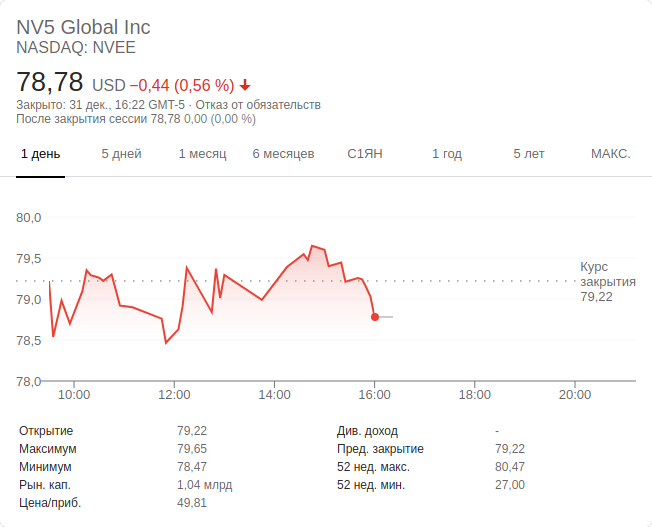 NV5 Global Inc
NASDAQ: NVEE
78,78 USD −0,44 (0,56 %)
Закрыто: 31 дек., 16:22 GMT-5 · Отказ от обязательств
После закрытия сессии 78,78 0,00 (0,00 %)
1 день 5 дней 1 месяц 6 месяцев С1ЯН 1 год 5 лет МАКС.
80,0
79,5
79,0
78,5
78,0
Курс
закрытия
79,22
10:00 12:00 14:00 16:00 18:00 20:00
Открытие 79,22 Див. доход -
Максимум 79,65 Пред. закрытие 79,22
Минимум 78,47 52 нед. макс. 80,47
Рын. кап. 1,04 млрд 52 нед. мин. 27,00
Цена/приб. 49,81